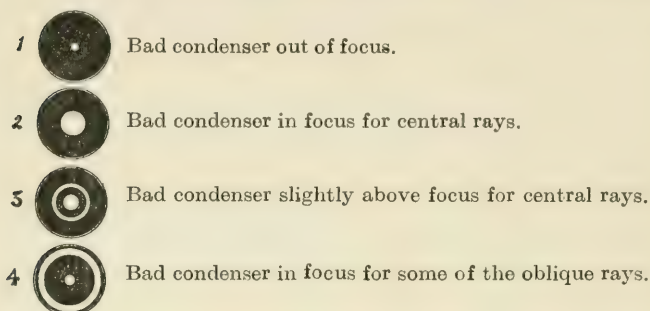 1 Bad condenser out of focus.
2 Bad condenser in focus for central rays.
3 Bad condenser slightly above focus for central rays.
4 Bad condenser in focus for some of the oblique rays.